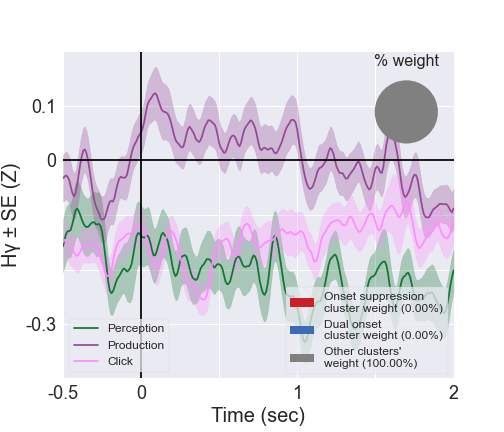 % weight
0.1
0
-0.3
Hγ ± SE (Z)
Perception
Production
Click
Onset suppression
cluster weight (0.00%)
Dual onset
cluster weight (0.00%)
Other clusters'
weight (100.00%)
-0.5
0
1
2
Time (sec)